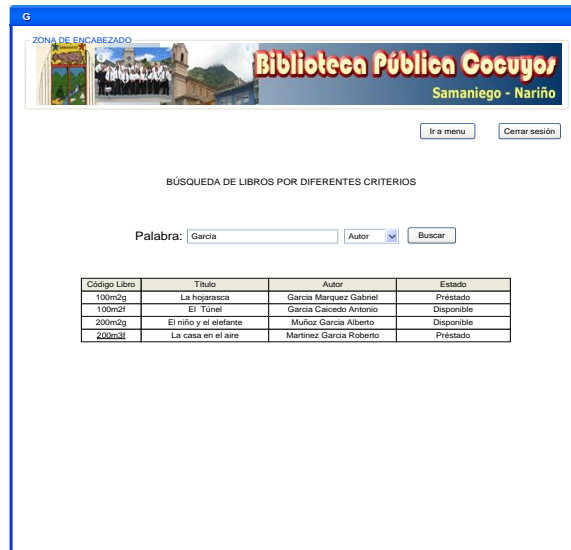 G
ZONA DE ENCABEZADO
Biblioteca Pública Cocuyos
Samaniego - Nariño
Ir a menu Cerrar sesión
BÚSQUEDA DE LIBROS POR DIFERENTES CRITERIOS
Palabra: Garcia Autor Buscar
Código Libro Título Autor Estado
100m2g La hojarasca Garcia Marquez Gabriel Préstado
100m2f El Túnel Garcia Caicedo Antonio Disponible
200m2g El niño y el elefante Muñoz Garcia Alberto Disponible
200m3f La casa en el aire Martinez Garcia Roberto Préstado